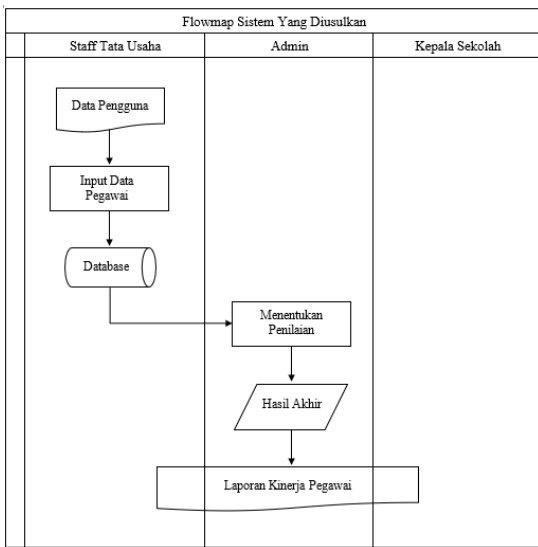 Flowmap Sistem Yang Diusulkan
Staff Tata Usaha
Admin
Kepala Sekolah
Data Pengguna
Input Data
Pegawai
Database
Menentukan
Penilaian
Hasil Akhir
Laporan Kinerja Pegawai